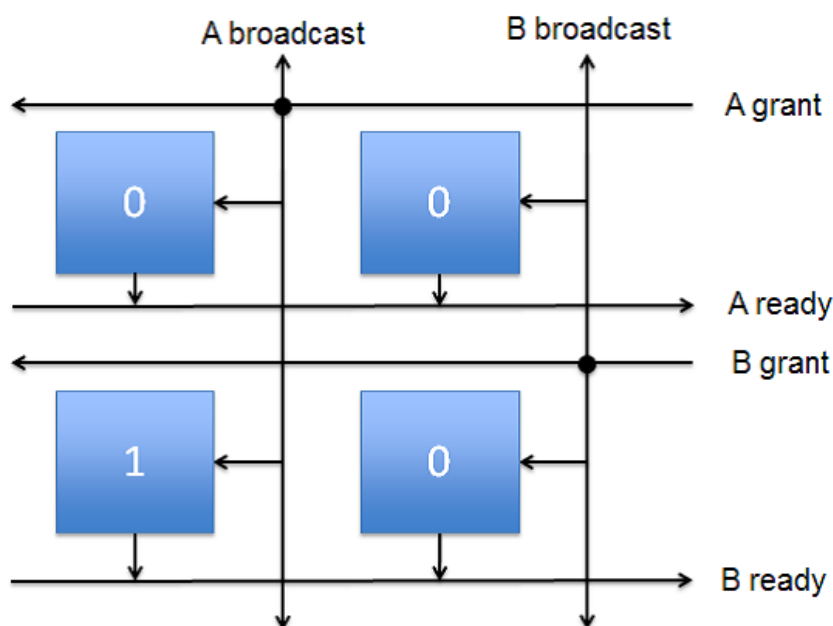 A broadcast
B broadcast
A grant
0
0
A ready
B grant
1
0
B ready